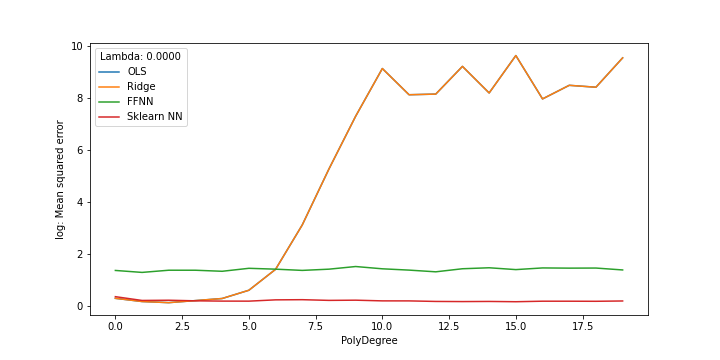 Lambda: 0.0000
OLS
Ridge
FFNN
Sklearn NN
log: Mean squared error
10
8
6
4
2
0
0.0 2.5 5.0 7.5 10.0 12.5 15.0 17.5
PolyDegree